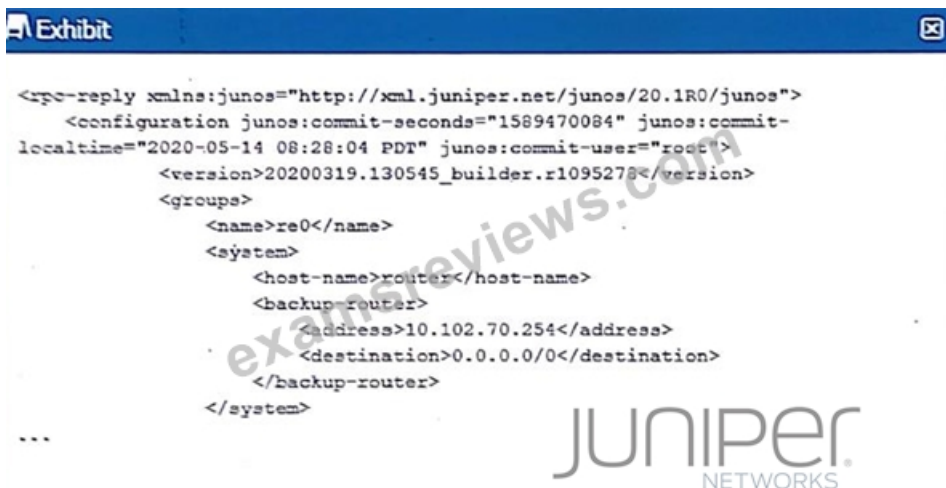 Exhibit
<rpc-reply xmlns:junos="http://xml.juniper.net/junos/20.1R0/junos">
<configuration junos:commit-seconds="1589470084" junos:commit-
localtime="2020-05-14 08:28:04 PDT" junos:commit-user="root">
<version>20200319.130545_builder.r1095278</version>
<groups>
<name>re0</name>
<system>
<host-name>router</host-name>
<backup-router>
<address>10.102.70.254</address>
<destination>0.0.0.0/0</destination>
</backup-router>
</system>
...
examsreviews.com
JUNIPER
NETWORKS